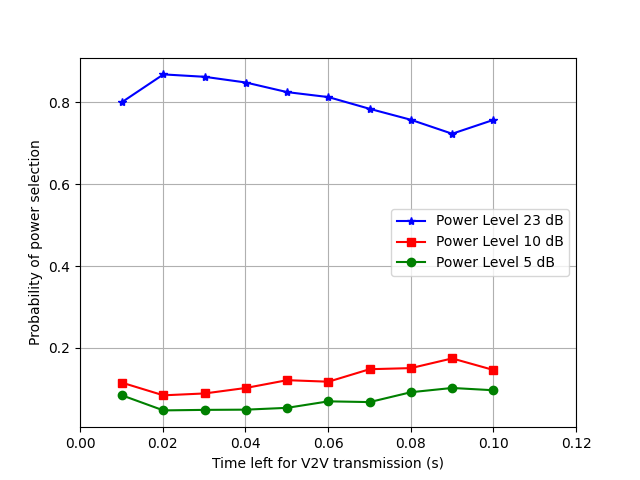 0.8
0.6
0.4
0.2
0.00 0.02 0.04 0.06 0.08 0.10 0.12
Time left for V2V transmission (s)
Probability of power selection
Power Level 23 dB
Power Level 10 dB
Power Level 5 dB